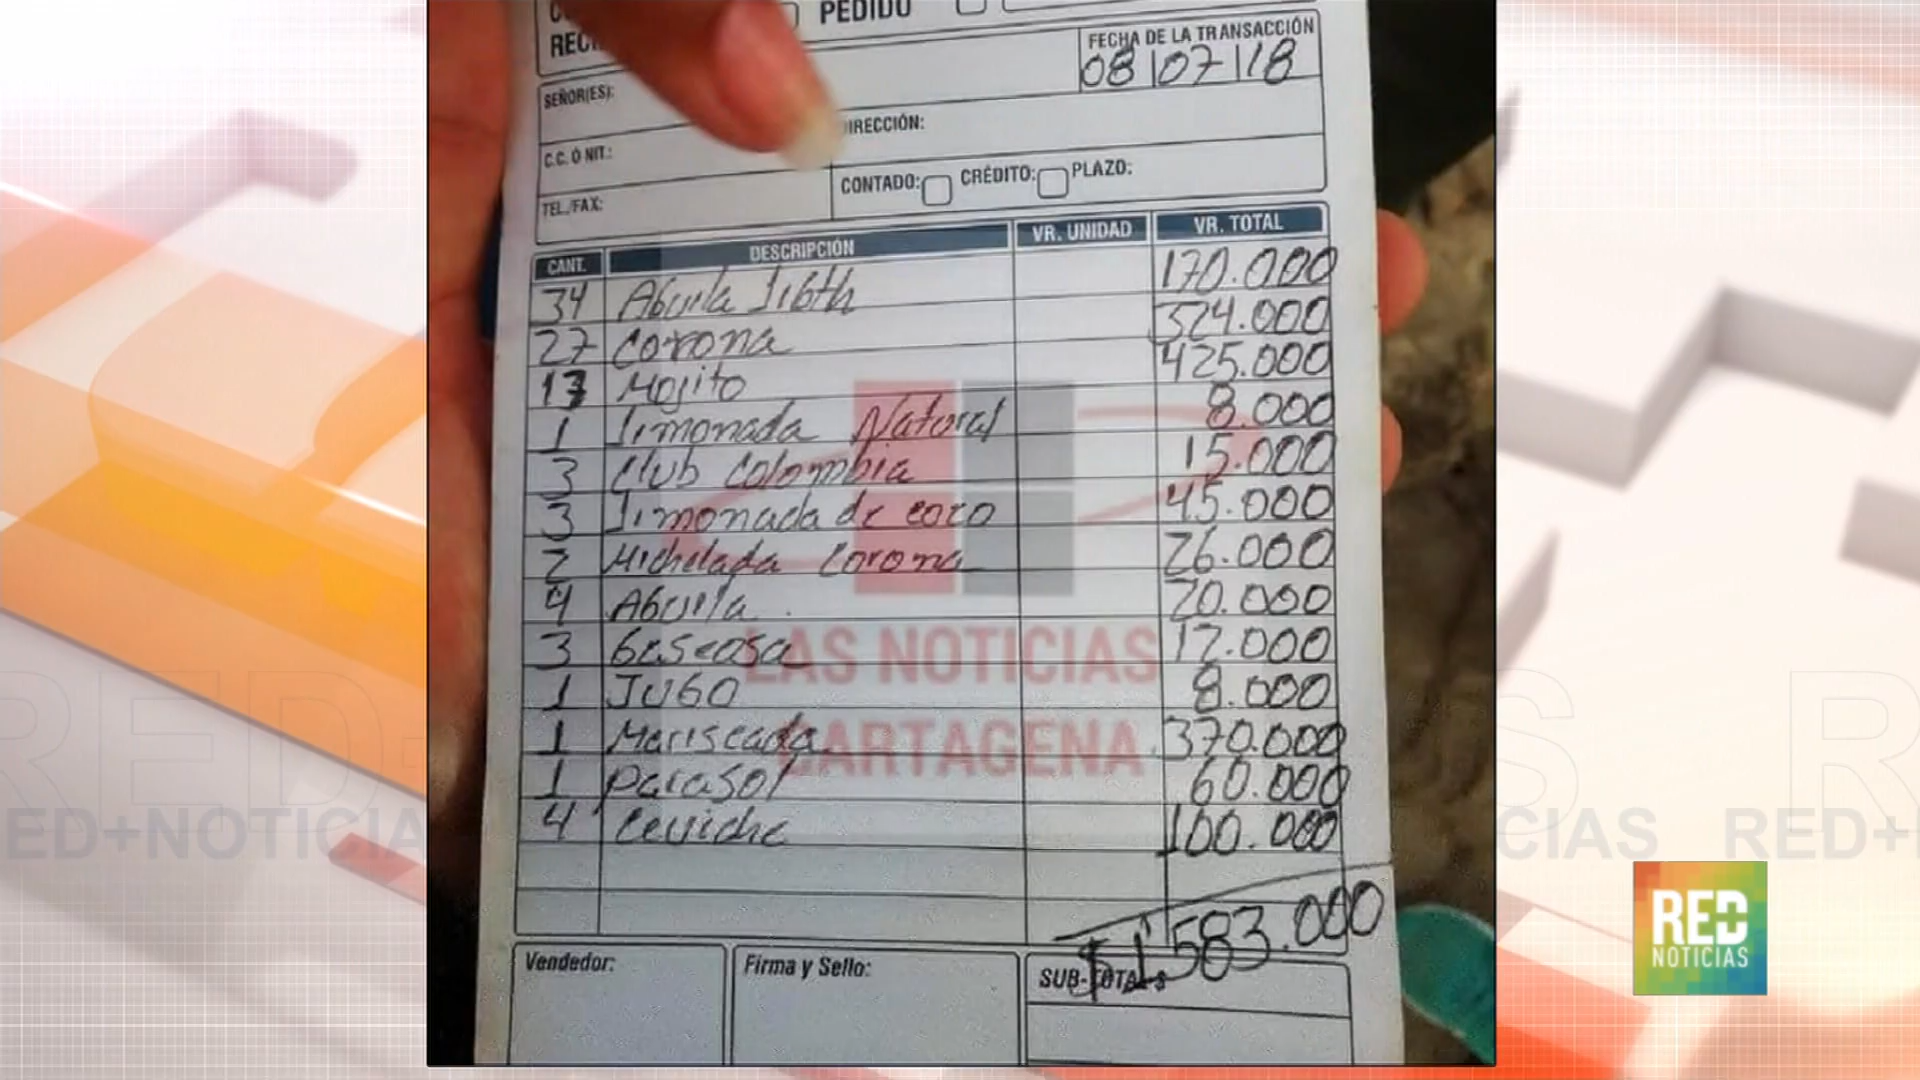 PEDIDO
FECHA DE LA TRANSACCIÓN
08 07 18
SEÑOR(ES):
DIRECCIÓN:
C.C. Ó NIT.:
CONTADO: CRÉDITO: PLAZO:
TEL./FAX:
CANT. DESCRIPCIÓN VR. UNIDAD VR. TOTAL
34 Aguila 170.000
27 Corona 324.000
17 Mojito 425.000
1 Limonada Natural 8.000
3 Club Colombia 15.000
3 Limonada de coco 45.000
2 Michelada Corona 26.000
4 Aguila 20.000
3 Gaseosa 12.000
1 JUGO 8.000
1 Mariscada 370.000
1 Parasol 60.000
4 Ceviche 100.000
$1'583.000
Vendedor: Firma y Sello: SUB-TOTAL $
LAS NOTICIAS
CARTAGENA
RED+NOTICIAS
RED+
NOTICIAS